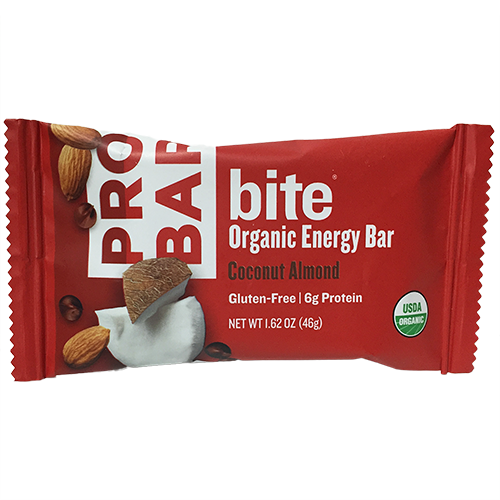 PRO
BAR
bite®
Organic Energy Bar
Coconut Almond
Gluten-Free | 6g Protein
NET WT 1.62 OZ (46g)
USDA
ORGANIC